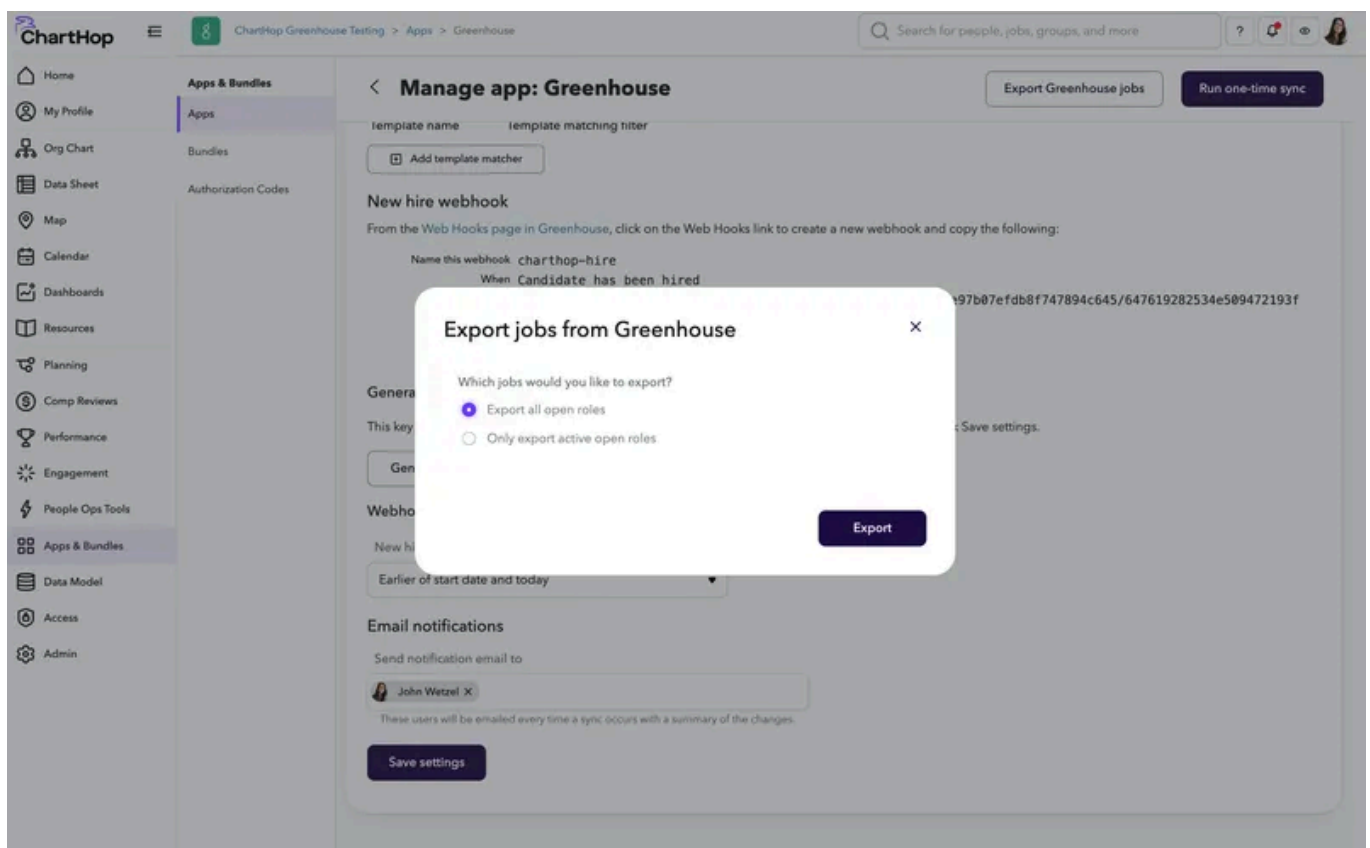 ChartHop
ChartHop Greenhouse Testing > Apps > Greenhouse
Search for people, jobs, groups, and more
?
Home
My Profile
Org Chart
Data Sheet
Map
Calendar
Dashboards
Resources
Planning
Comp Reviews
Performance
Engagement
People Ops Tools
Apps & Bundles
Data Model
Access
Admin
Apps & Bundles
Apps
Bundles
Authorization Codes
Manage app: Greenhouse
Export Greenhouse jobs
Run one-time sync
Template name Template matching filter
Add template matcher
New hire webhook
From the Web Hooks page in Greenhouse, click on the Web Hooks link to create a new webhook and copy the following:
Name this webhook charthop-hire
When Candidate has been hired
97b07efdb8f747894c645/647619282534e509472193f
Export jobs from Greenhouse
Which jobs would you like to export?
Export all open roles
Only export active open roles
Export
Genera
This key
Save settings.
Gen
Webho
New hi
Earlier of start date and today
Email notifications
Send notification email to
John Wetzel
These users will be emailed every time a sync occurs with a summary of the changes.
Save settings